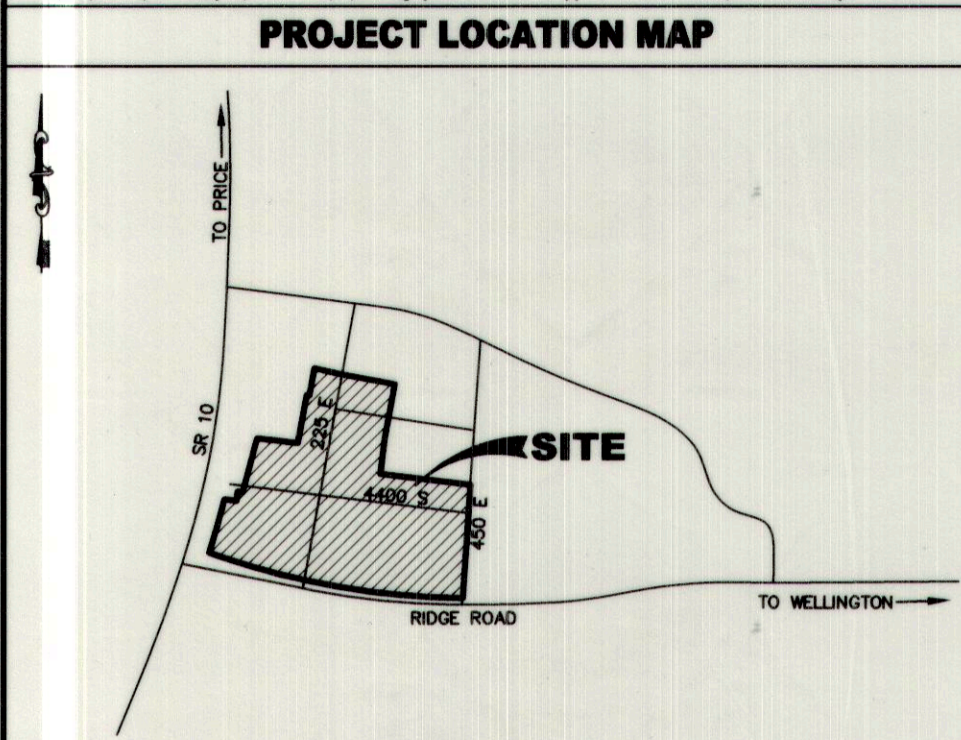 PROJECT LOCATION MAP
TO PRICE
SR 10
225 E
SITE
4400 S
450 E
TO WELLINGTON
RIDGE ROAD